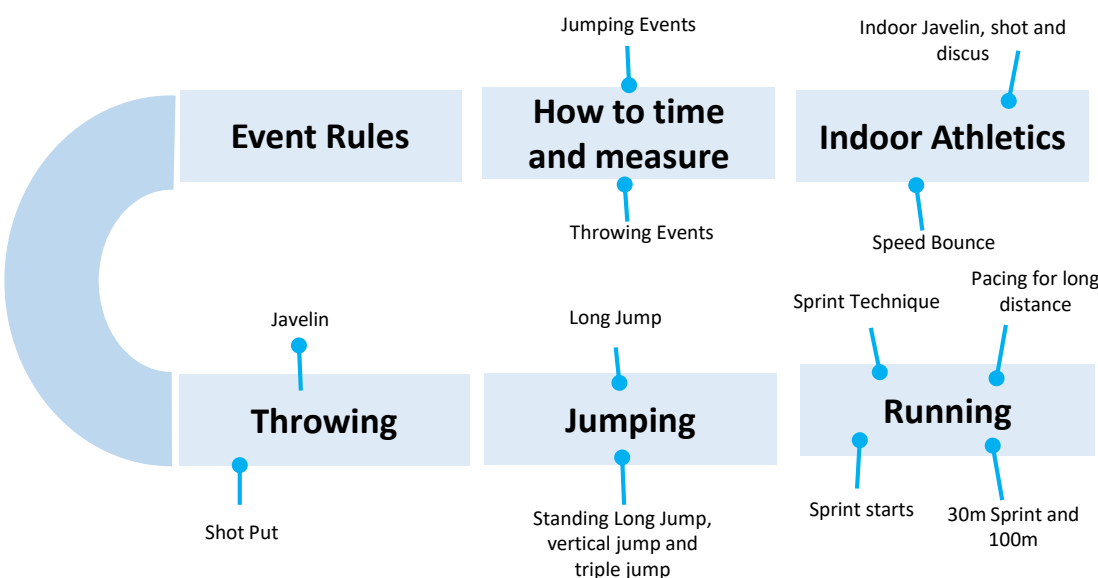 Jumping Events
Indoor Javelin, shot and
discus
Event Rules
How to time
and measure
Indoor Athletics
Throwing Events
Speed Bounce
Javelin
Long Jump
Sprint Technique
Pacing for long
distance
Throwing
Jumping
Running
Shot Put
Standing Long Jump,
vertical jump and
triple jump
Sprint starts
30m Sprint and
100m